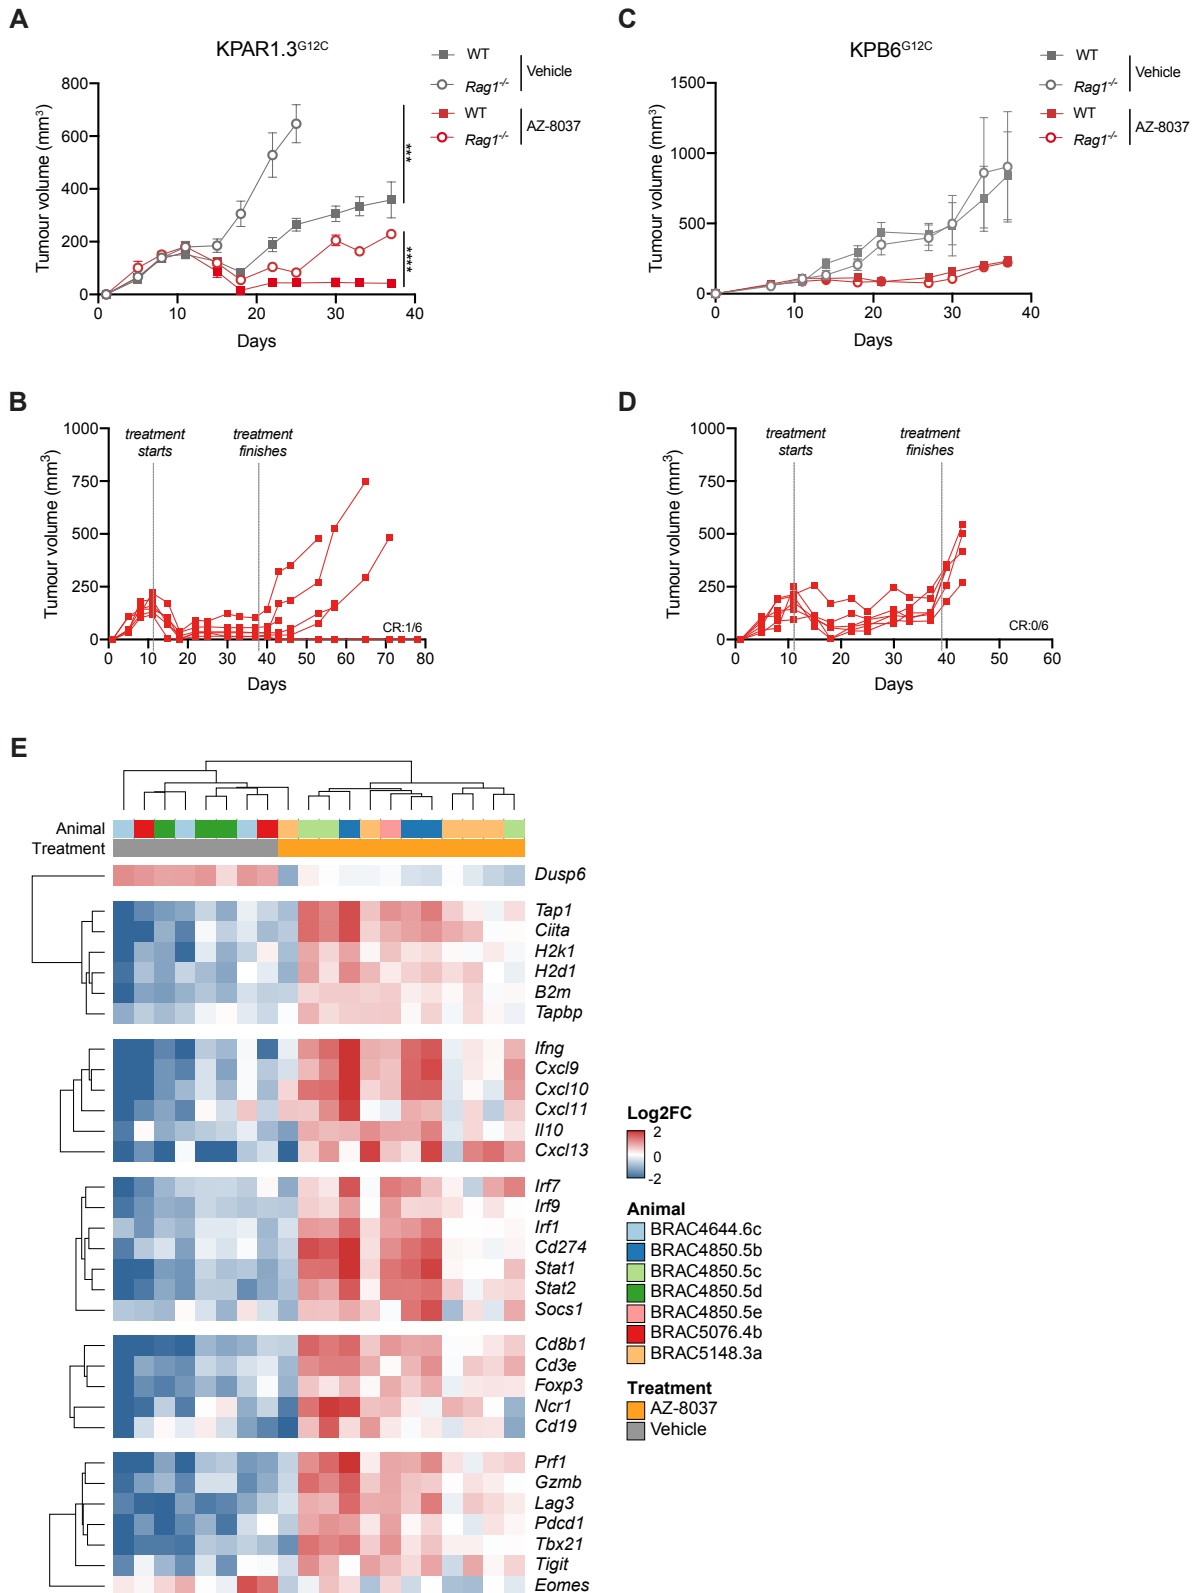 A
KPAR1.3G12C
WT
Rag1-/-
Vehicle
WT
Rag1-/-
AZ-8037
Tumour volume (mm3)
800
600
400
200
0
0 10 20 30 40
Days
***
****
C
KPB6G12C
WT
Rag1-/-
Vehicle
WT
Rag1-/-
AZ-8037
Tumour volume (mm3)
1500
1000
500
0
0 10 20 30 40
Days
B
treatment starts
treatment finishes
Tumour volume (mm3)
1000
750
500
250
0
CR:1/6
0 10 20 30 40 50 60 70 80
Days
D
treatment starts
treatment finishes
Tumour volume (mm3)
1000
750
500
250
0
CR:0/6
0 10 20 30 40 50 60
Days
E
Animal
Treatment
Dusp6
Tap1
Ciita
H2k1
H2d1
B2m
Tapbp
Ifng
Cxcl9
Cxcl10
Cxcl11
Il10
Cxcl13
Irf7
Irf9
Irf1
Cd274
Stat1
Stat2
Socs1
Cd8b1
Cd3e
Foxp3
Ncr1
Cd19
Prf1
Gzmb
Lag3
Pdcd1
Tbx21
Tigit
Eomes
Log2FC
2
0
-2
Animal
BRAC4644.6c
BRAC4850.5b
BRAC4850.5c
BRAC4850.5d
BRAC4850.5e
BRAC5076.4b
BRAC5148.3a
Treatment
AZ-8037
Vehicle